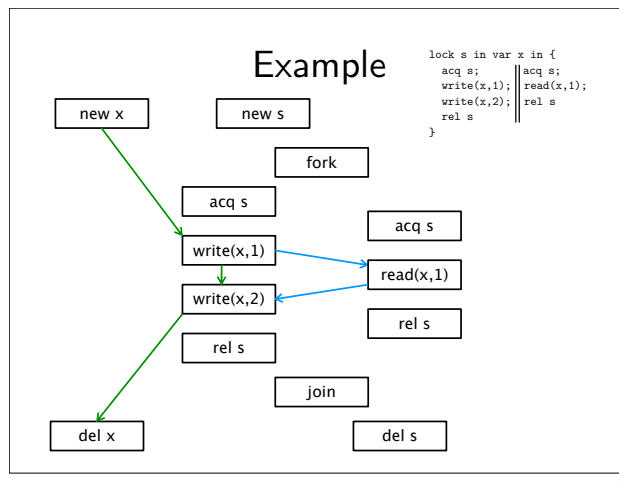 Example
lock s in var x in {
acq s; acq s;
write(x,1); read(x,1);
write(x,2); rel s
rel s
}
new x
new s
fork
acq s
acq s
write(x,1)
read(x,1)
write(x,2)
rel s
rel s
join
del x
del s